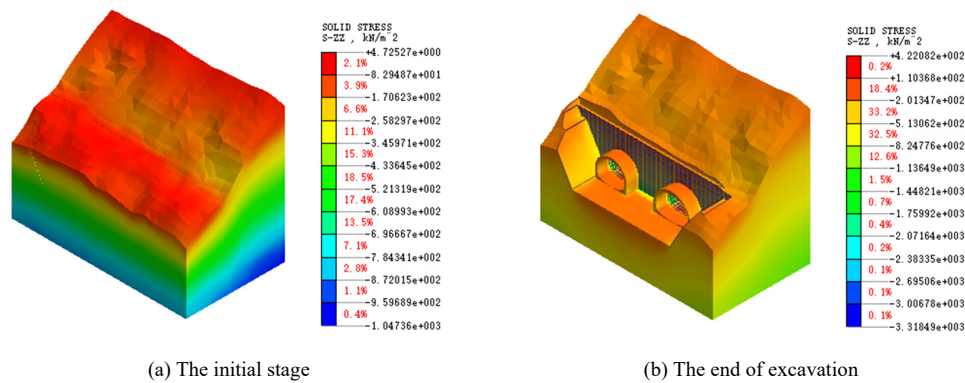 SOLID STRESS
S-ZZ , kN/m^2
+4.72527e+000
2.1%
-8.29487e+001
3.9%
-1.70623e+002
6.6%
-2.58297e+002
11.1%
-3.45971e+002
15.3%
-4.33645e+002
18.5%
-5.21319e+002
17.4%
-6.08993e+002
13.5%
-6.96667e+002
7.1%
-7.84341e+002
2.8%
-8.72015e+002
1.1%
-9.59689e+002
0.4%
-1.04736e+003
(a) The initial stage
SOLID STRESS
S-ZZ , kN/m^2
+4.22082e+002
0.2%
+1.10368e+002
18.4%
-2.01347e+002
33.2%
-5.13062e+002
32.5%
-8.24776e+002
12.6%
-1.13649e+003
1.5%
-1.44821e+003
0.7%
-1.75992e+003
0.4%
-2.07164e+003
0.2%
-2.38335e+003
0.1%
-2.69506e+003
0.1%
-3.00678e+003
0.1%
-3.31849e+003
(b) The end of excavation